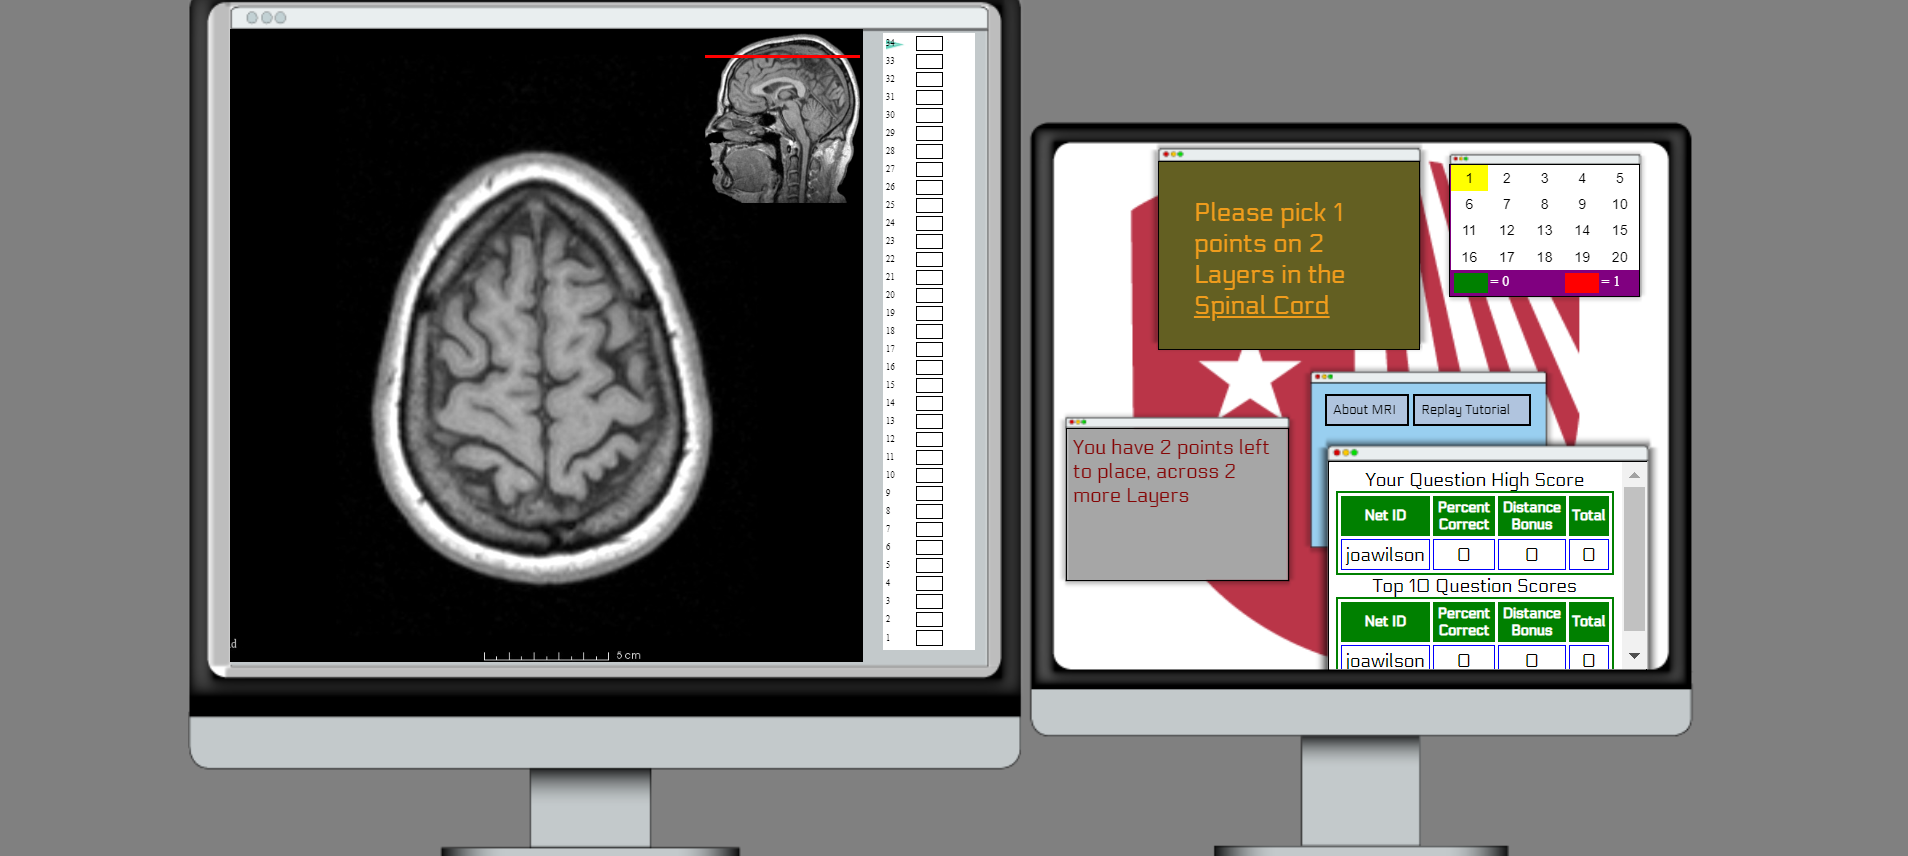 34
33
32
31
30
29
28
27
26
25
24
23
22
21
20
19
18
17
16
15
14
13
12
11
10
9
8
7
6
5
4
3
2
1
d
5 cm
Please pick 1
points on 2
Layers in the
Spinal Cord
1 2 3 4 5
6 7 8 9 10
11 12 13 14 15
16 17 18 19 20
= 0 = 1
About MRI Replay Tutorial
You have 2 points left
to place, across 2
more Layers
Your Question High Score
Net ID Percent Correct Distance Bonus Total
joawilson 0 0 0
Top 10 Question Scores
Net ID Percent Correct Distance Bonus Total
joawilson 0 0 0